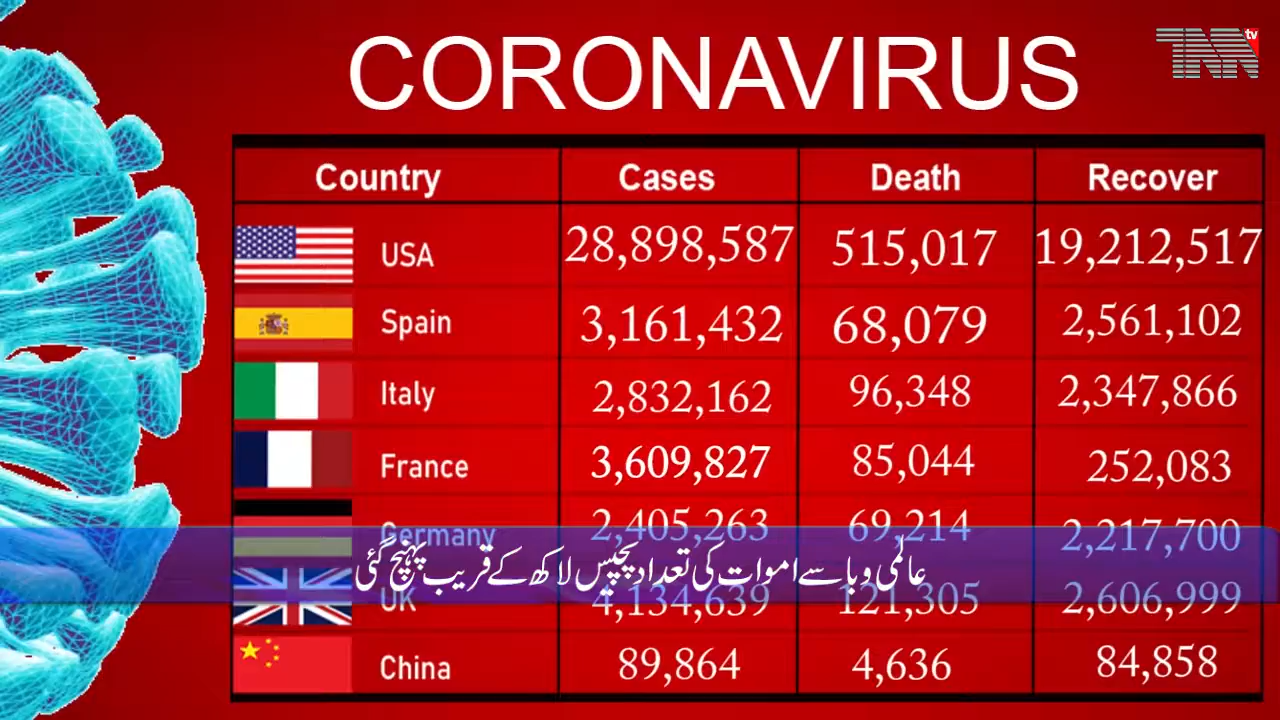 CORONAVIRUS
TNN tv
Country Cases Death Recover
USA 28,898,587 515,017 19,212,517
Spain 3,161,432 68,079 2,561,102
Italy 2,832,162 96,348 2,347,866
France 3,609,827 85,044 252,083
Germany 2,405,263 69,214 2,217,700
عالمی وبا سے اموات کی تعداد پچیس لاکھ کے قریب پہنچ گئی
UK 4,134,639 121,305 2,606,999
China 89,864 4,636 84,858